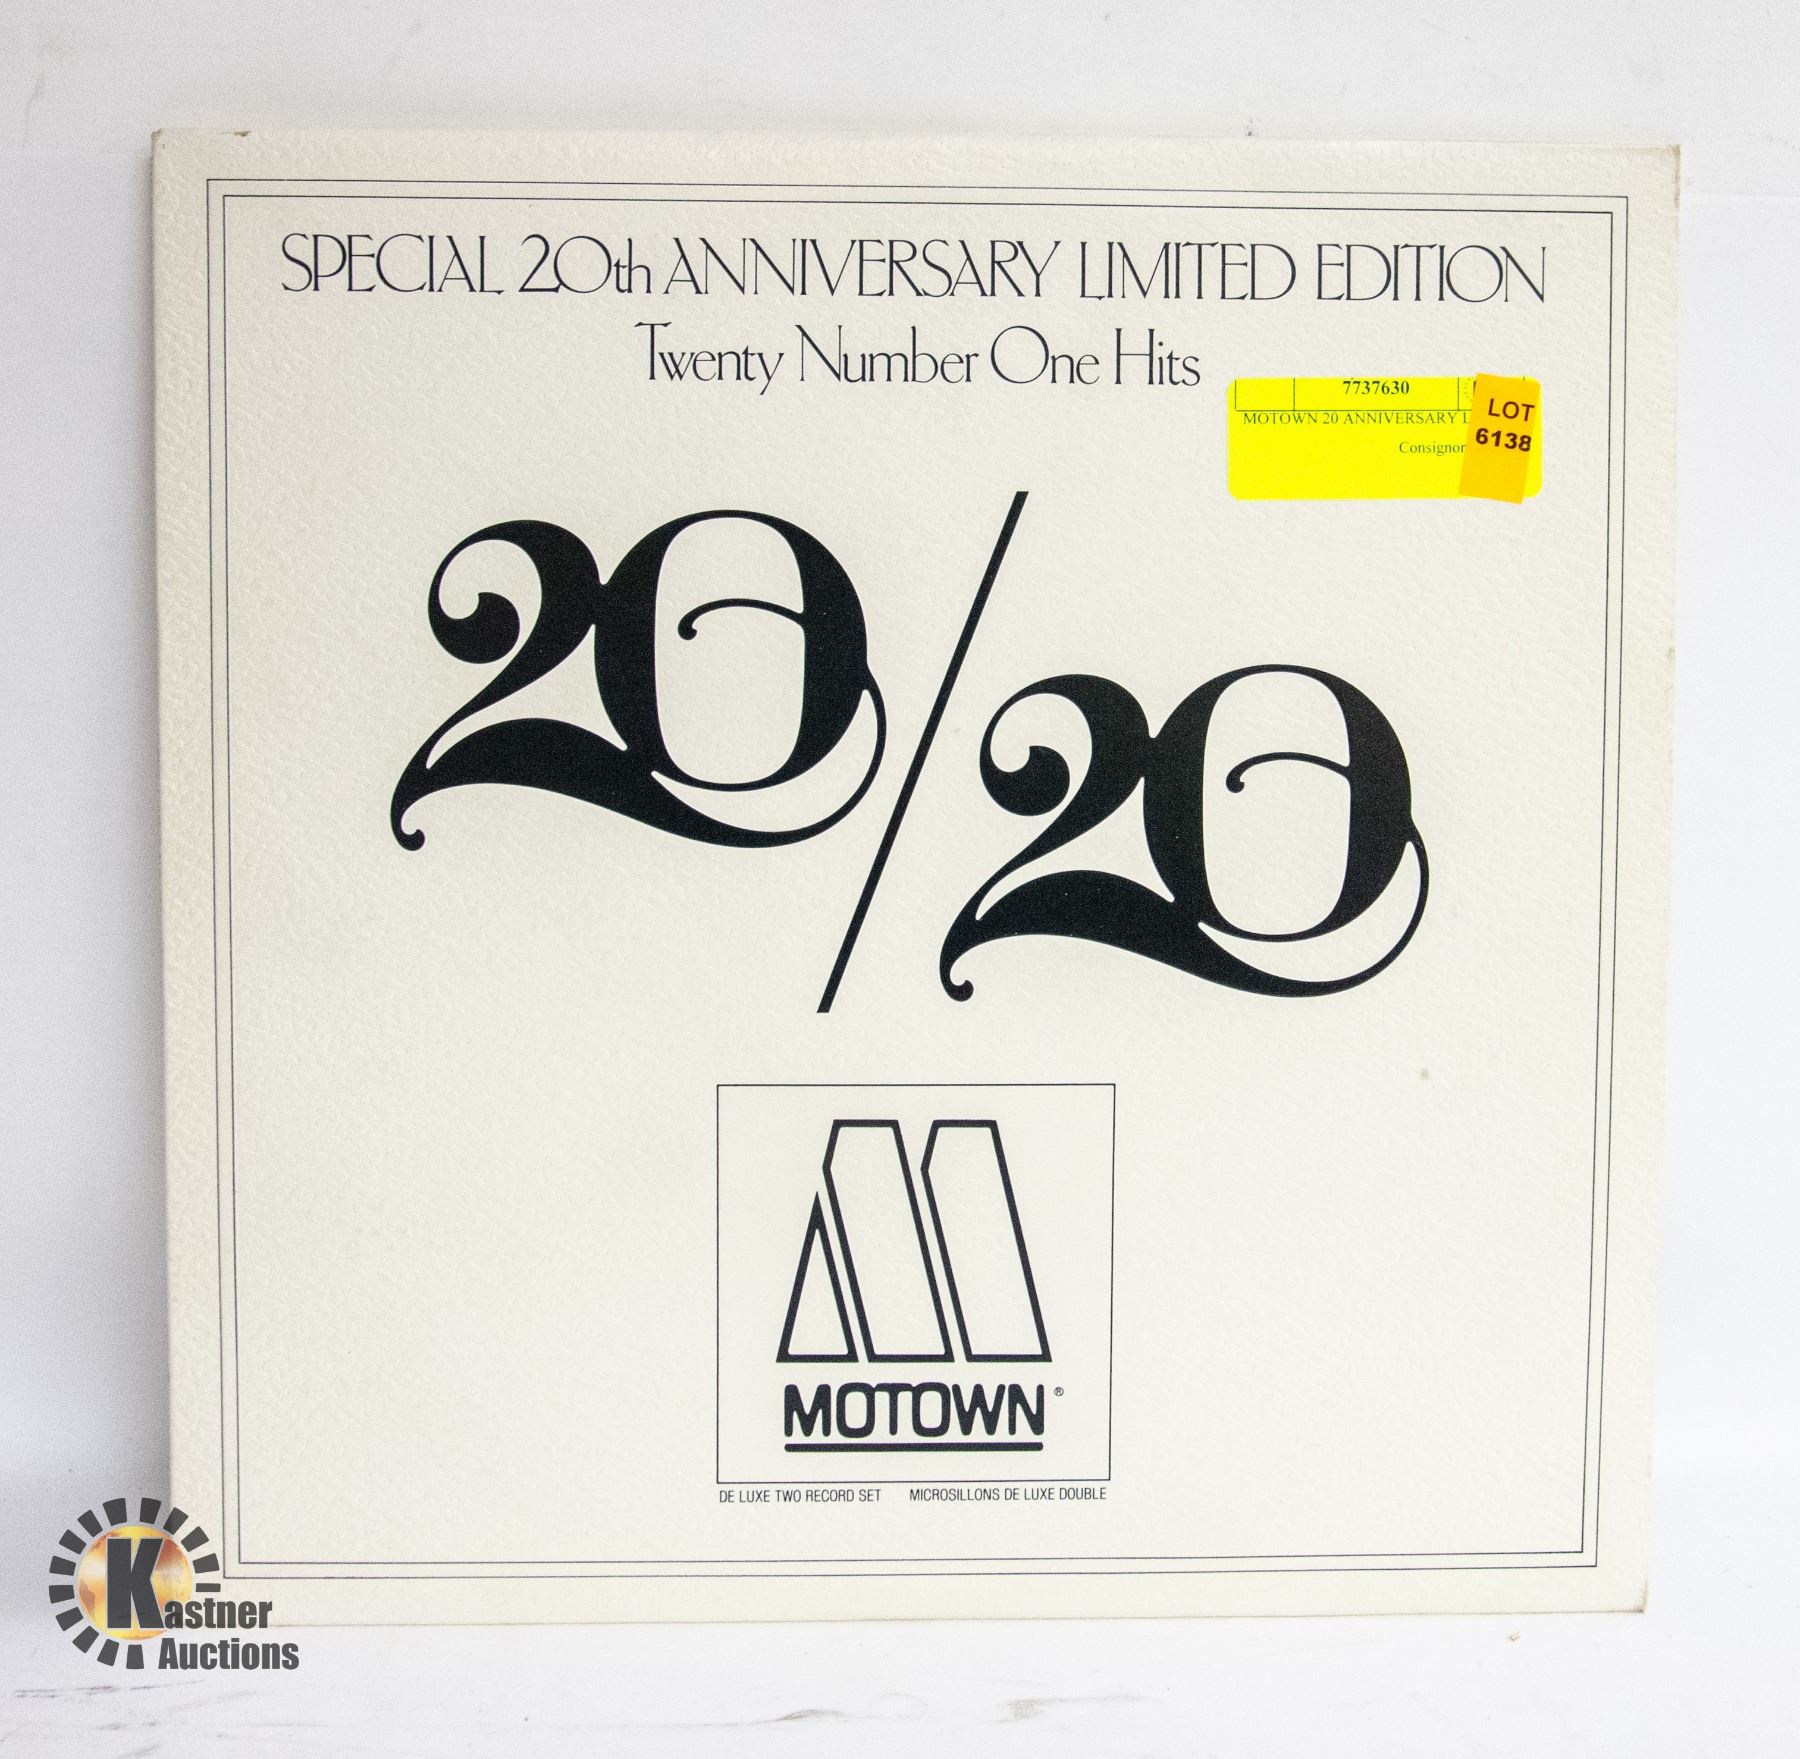 SPECIAL 20th ANNIVERSARY LIMITED EDITION
Twenty Number One Hits
7737630
MOTOWN 20 ANNIVERSARY
Consignor
LOT
6138
20/20
MOTOWN®
DE LUXE TWO RECORD SET MICROSILLONS DE LUXE DOUBLE
Kastner
Auctions